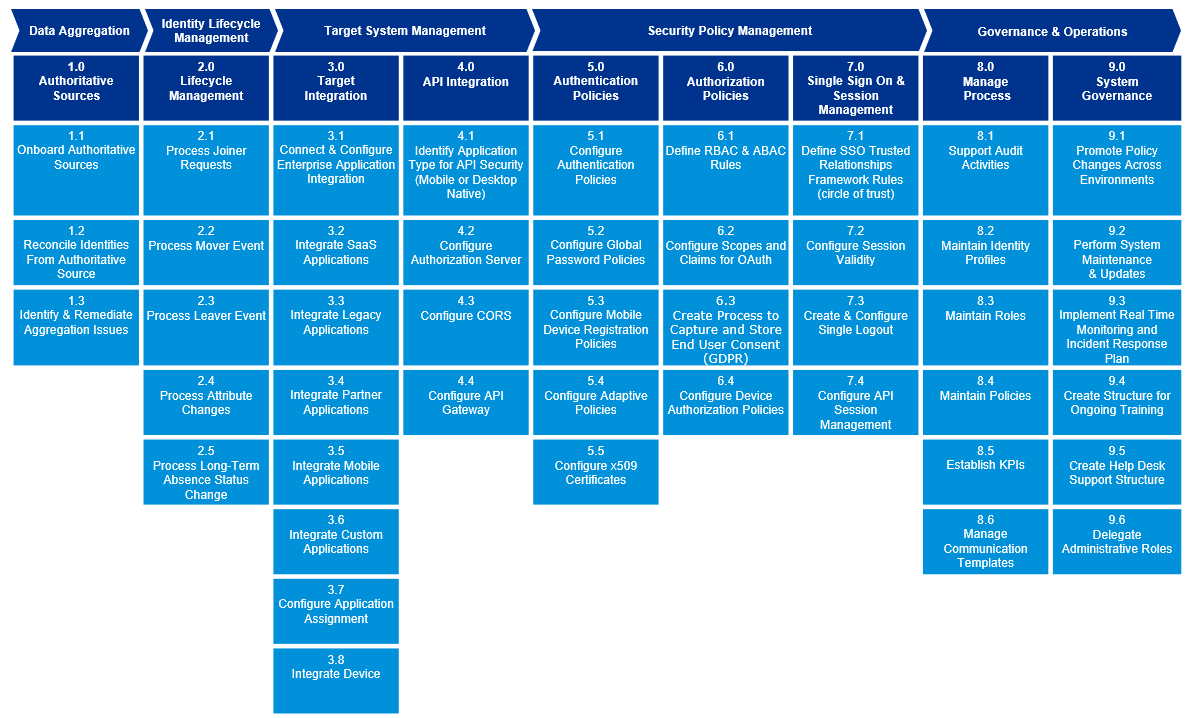 Data Aggregation
Identity Lifecycle
Management
Target System Management
Security Policy Management
Governance & Operations
1.0
Authoritative
Sources
2.0
Lifecycle
Management
3.0
Target
Integration
4.0
API Integration
5.0
Authentication
Policies
6.0
Authorization
Policies
7.0
Single Sign On &
Session
Management
8.0
Manage
Process
9.0
System
Governance
1.1
Onboard Authoritative
Sources
2.1
Process Joiner
Requests
3.1
Connect & Configure
Enterprise Application
Integration
4.1
Identify Application
Type for API Security
(Mobile or Desktop
Native)
5.1
Configure
Authentication
Policies
6.1
Define RBAC & ABAC
Rules
7.1
Define SSO Trusted
Relationships
Framework Rules
(circle of trust)
8.1
Support Audit
Activities
9.1
Promote Policy
Changes Across
Environments
1.2
Reconcile Identities
From Authoritative
Source
2.2
Process Mover Event
3.2
Integrate SaaS
Applications
4.2
Configure
Authorization Server
5.2
Configure Global
Password Policies
6.2
Configure Scopes and
Claims for OAuth
7.2
Configure Session
Validity
8.2
Maintain Identity
Profiles
9.2
Perform System
Maintenance
& Updates
1.3
Identify & Remediate
Aggregation Issues
2.3
Process Leaver Event
3.3
Integrate Legacy
Applications
4.3
Configure CORS
5.3
Configure Mobile
Device Registration
Policies
6.3
Create Process to
Capture and Store
End User Consent
(GDPR)
7.3
Create & Configure
Single Logout
8.3
Maintain Roles
9.3
Implement Real Time
Monitoring and
Incident Response
Plan
2.4
Process Attribute
Changes
3.4
Integrate Partner
Applications
4.4
Configure API
Gateway
5.4
Configure Adaptive
Policies
6.4
Configure Device
Authorization Policies
7.4
Configure API
Session
Management
8.4
Maintain Policies
9.4
Create Structure for
Ongoing Training
2.5
Process Long-Term
Absence Status
Change
3.5
Integrate Mobile
Applications
5.5
Configure x509
Certificates
8.5
Establish KPIs
9.5
Create Help Desk
Support Structure
3.6
Integrate Custom
Applications
8.6
Manage
Communication
Templates
9.6
Delegate
Administrative Roles
3.7
Configure Application
Assignment
3.8
Integrate Device